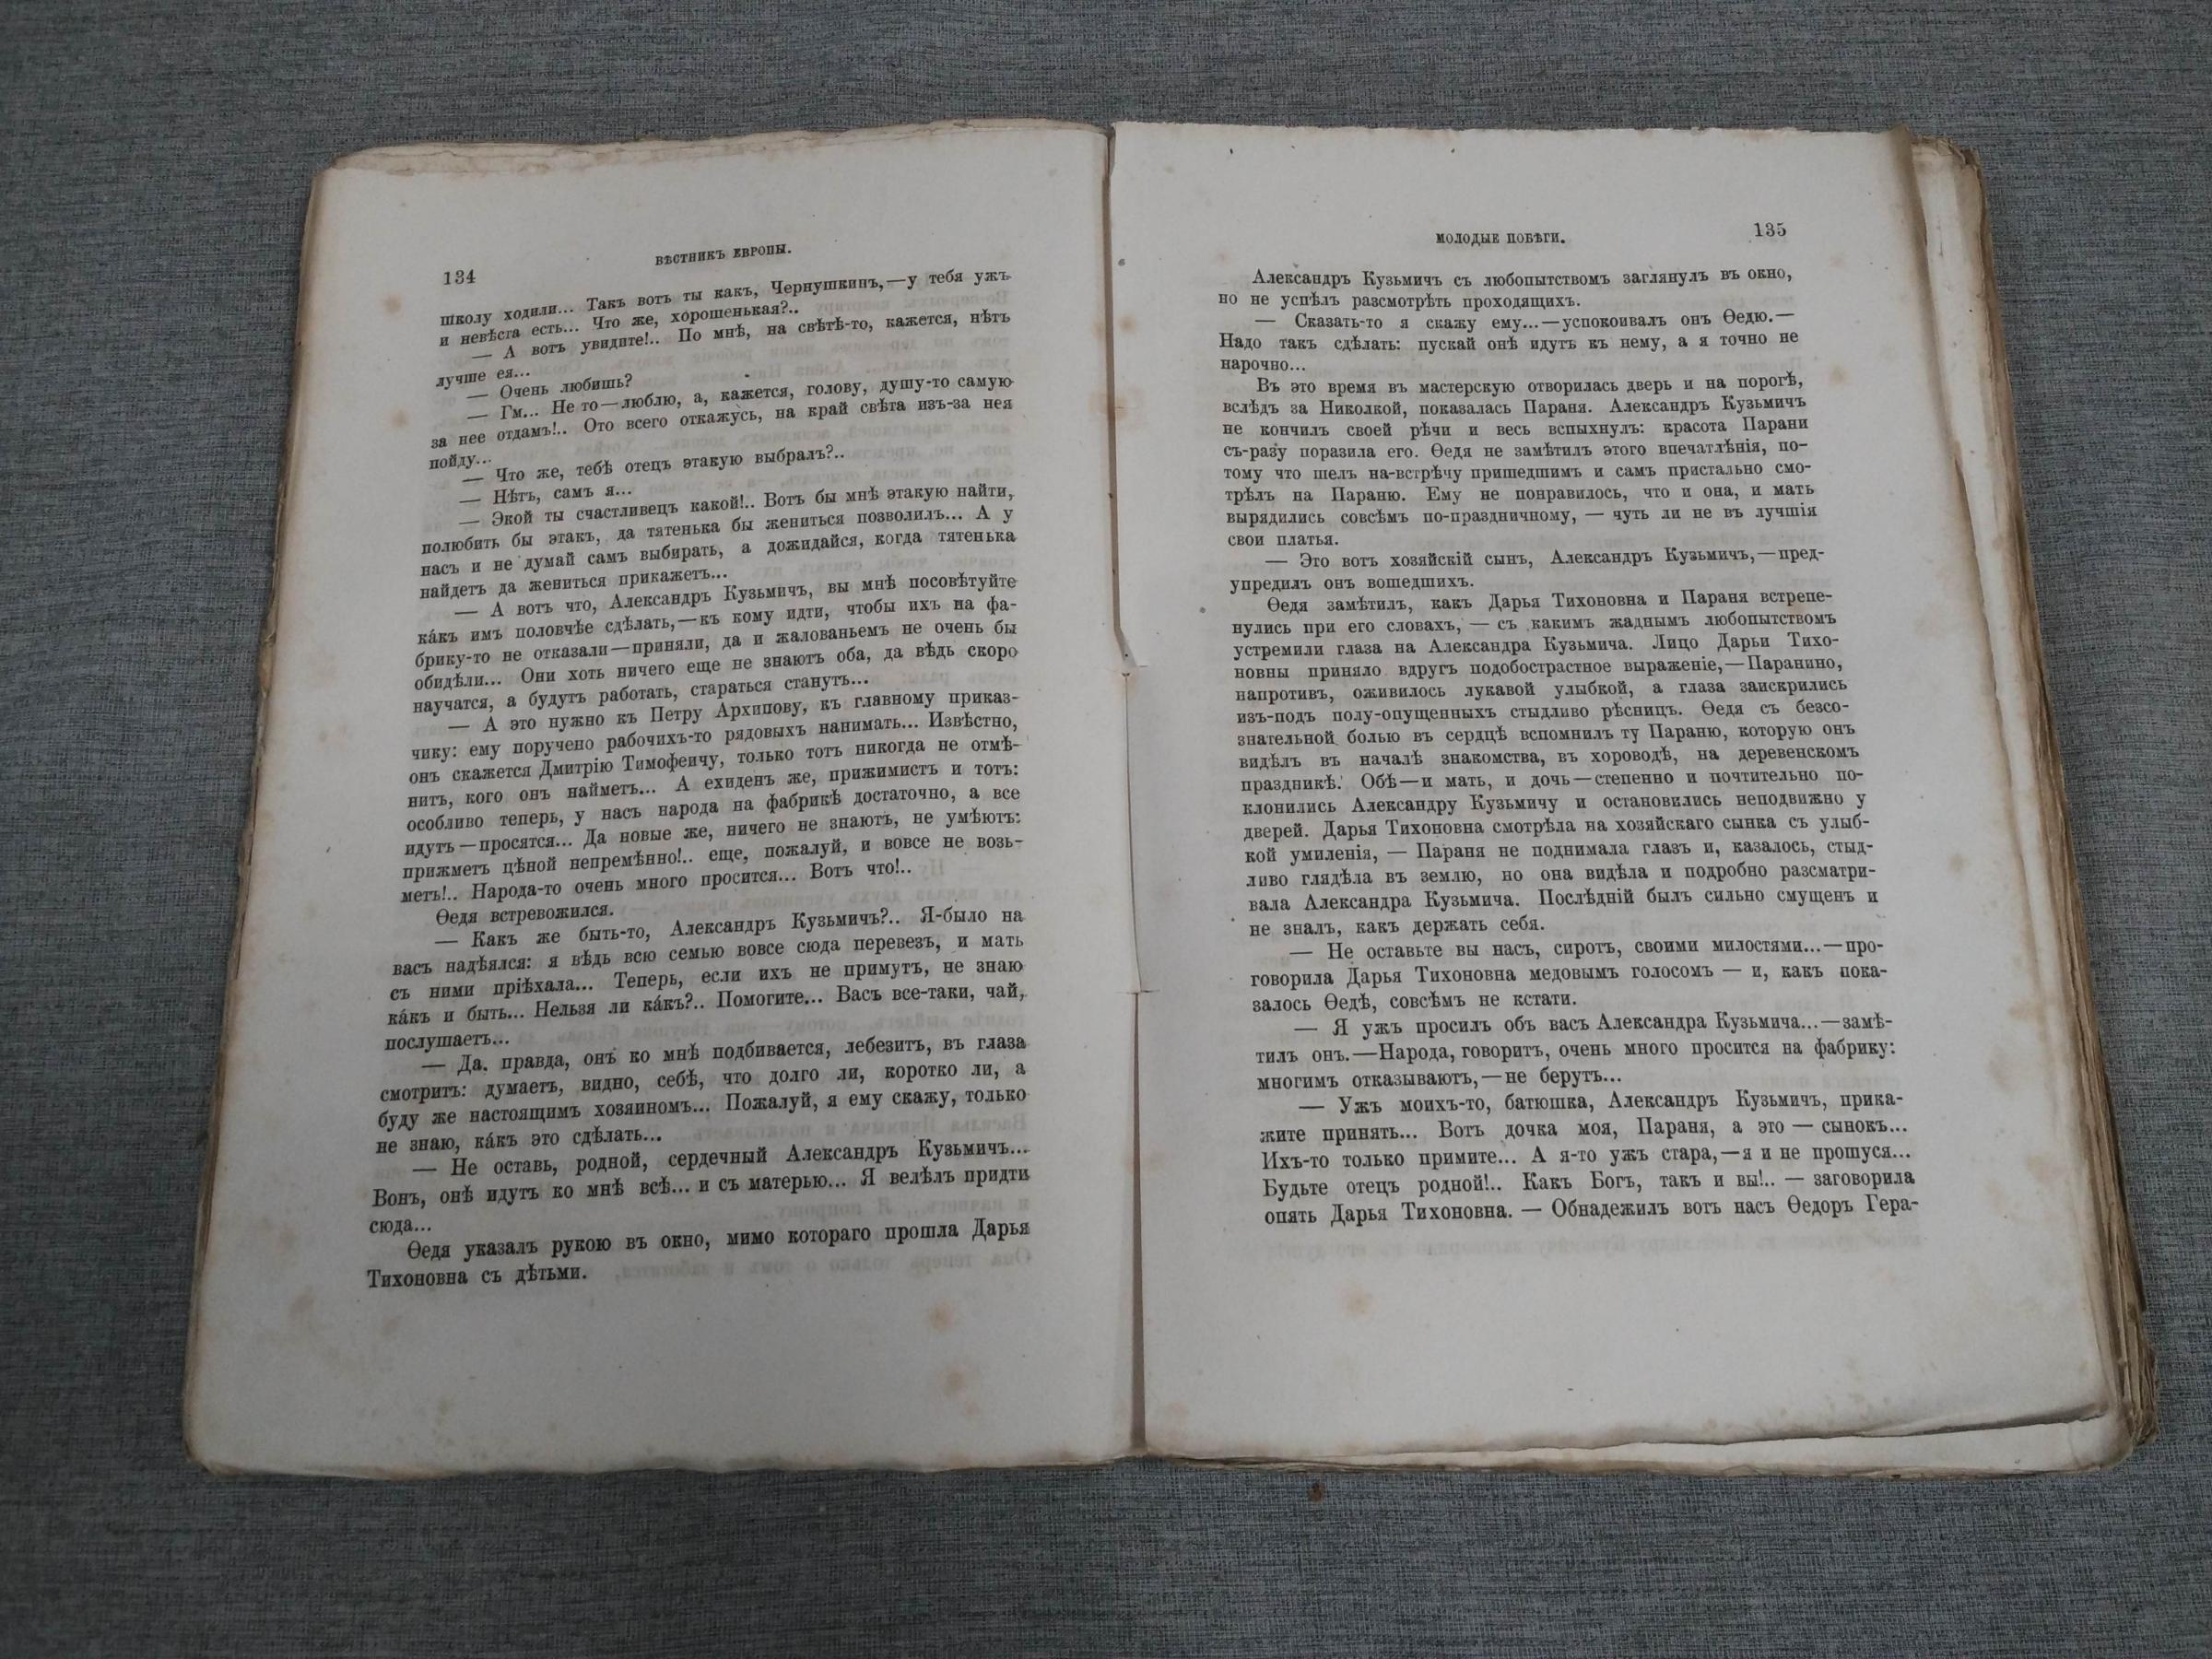 134
ВѢСТНИКЪ ЕВРОПЫ.
школу ходили... Такъ вотъ ты какъ, Чернушкинъ,—у тебя ужъ
и невѣста есть... Что же, хорошенькая?..
— А вотъ увидите!.. По мнѣ, на свѣтѣ-то, кажется, нѣтъ
лучше ея...
— Очень любишь?
— Гм... Не то—люблю, а, кажется, голову, душу-то самую
за нее отдамъ!.. Ото всего откажусь, на край свѣта изъ-за нея
пойду...
— Что же, тебѣ отецъ этакую выбралъ?..
— Нѣтъ, самъ я...
— Экой ты счастливецъ какой!.. Вотъ бы мнѣ этакую найти,
полюбить бы этакъ, да тятенька бы жениться позволилъ... А у
насъ и не думай самъ выбирать, а дожидайся, когда тятенька
найдетъ да жениться прикажетъ...
— А вотъ что, Александръ Кузьмичъ, вы мнѣ посовѣтуйте
ка́къ имъ половчѣе сдѣлать,—къ кому идти, чтобы ихъ на фа-
брику-то не отказали—приняли, да и жалованьемъ не очень бы
обидѣли... Они хоть ничего еще не знаютъ оба, да вѣдь скоро
научатся, а будутъ работать, стараться станутъ...
— А это нужно къ Петру Архипову, къ главному приказ-
чику: ему поручено рабочихъ-то рядовыхъ нанимать... Извѣстно,
онъ скажется Дмитрію Тимофеичу, только тотъ никогда не отмѣ-
нитъ, кого онъ найметъ... А ехиденъ же, прижимистъ и тотъ:
особливо теперь, у насъ народа на фабрикѣ достаточно, а все
идутъ—просятся... Да новые же, ничего не знаютъ, не умѣютъ:
прижметъ цѣной непремѣнно!.. еще, пожалуй, и вовсе не возь-
метъ!.. Народа-то очень много просится... Вотъ что!..
Ѳедя встревожился.
— Какъ же быть-то, Александръ Кузьмичъ?.. Я-было на
васъ надѣялся: я вѣдь всю семью вовсе сюда перевезъ, и мать
съ ними пріѣхала... Теперь, если ихъ не примутъ, не знаю
ка́къ и быть... Нельзя ли ка́къ?.. Помогите... Васъ все-таки, чай,
послушаетъ...
— Да, правда, онъ ко мнѣ подбивается, лебезитъ, въ глаза
смотритъ: думаетъ, видно, себѣ, что долго ли, коротко ли, а
буду же настоящимъ хозяиномъ... Пожалуй, я ему скажу, только
не знаю, ка́къ это сдѣлать...
— Не оставь, родной, сердечный Александръ Кузьмичъ...
Вонъ, онѣ идутъ ко мнѣ всѣ... и съ матерью... Я велѣлъ придти
сюда...
Ѳедя указалъ рукою въ окно, мимо котораго прошла Дарья
Тихоновна съ дѣтьми.
МОЛОДЫЕ ПОБѢГИ.
135
Александръ Кузьмичъ съ любопытствомъ заглянулъ въ окно,
но не успѣлъ разсмотрѣть проходящихъ.
— Сказать-то я скажу ему...—успокоивалъ онъ Ѳедю.—
Надо такъ сдѣлать: пускай онѣ идутъ къ нему, а я точно не
нарочно...
Въ это время въ мастерскую отворилась дверь и на порогѣ,
вслѣдъ за Николкой, показалась Параня. Александръ Кузьмичъ
не кончилъ своей рѣчи и весь вспыхнулъ: красота Парани
съ-разу поразила его. Ѳедя не замѣтилъ этого впечатлѣнія, по-
тому что шелъ на-встрѣчу пришедшимъ и самъ пристально смо-
трѣлъ на Параню. Ему не понравилось, что и она, и мать
вырядились совсѣмъ по-праздничному, — чуть ли не въ лучшія
свои платья.
— Это вотъ хозяйскій сынъ, Александръ Кузьмичъ,—пред-
упредилъ онъ вошедшихъ.
Ѳедя замѣтилъ, какъ Дарья Тихоновна и Параня встрепе-
нулись при его словахъ, — съ какимъ жаднымъ любопытствомъ
устремили глаза на Александра Кузьмича. Лицо Дарьи Тихо-
новны приняло вдругъ подобострастное выраженіе,—Паранино,
напротивъ, оживилось лукавой улыбкой, а глаза заискрились
изъ-подъ полу-опущенныхъ стыдливо рѣсницъ. Ѳедя съ безсо-
знательной болью въ сердцѣ вспомнилъ ту Параню, которую онъ
видѣлъ въ началѣ знакомства, въ хороводѣ, на деревенскомъ
праздникѣ. Обѣ—и мать, и дочь—степенно и почтительно по-
клонились Александру Кузьмичу и остановились неподвижно у
дверей. Дарья Тихоновна смотрѣла на хозяйскаго сынка съ улыб-
кой умиленія, — Параня не поднимала глазъ и, казалось, стыд-
ливо глядѣла въ землю, но она видѣла и подробно разсматри-
вала Александра Кузьмича. Послѣдній былъ сильно смущенъ и
не зналъ, какъ держать себя.
— Не оставьте вы насъ, сиротъ, своими милостями...—про-
говорила Дарья Тихоновна медовымъ голосомъ — и, какъ пока-
залось Ѳедѣ, совсѣмъ не кстати.
— Я ужъ просилъ объ васъ Александра Кузьмича...—замѣ-
тилъ онъ.—Народа, говоритъ, очень много просится на фабрику:
многимъ отказываютъ,—не берутъ...
— Ужъ моихъ-то, батюшка, Александръ Кузьмичъ, прика-
жите принять... Вотъ дочка моя, Параня, а это — сынокъ...
Ихъ-то только примите... А я-то ужъ стара,—я и не прошуся...
Будьте отецъ родной!.. Какъ Богъ, такъ и вы!.. — заговорила
опять Дарья Тихоновна. — Обнадежилъ вотъ насъ Ѳедоръ Гера-